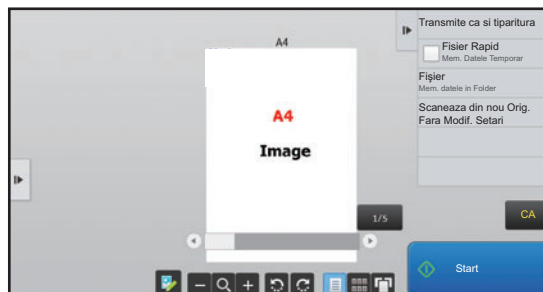 A4
A4
Image
1/5
Transmite ca si tiparitura
Fisier Rapid
Mem. Datele Temporar
Fişier
Mem. datele in Folder
Scaneaza din nou Orig.
Fara Modif. Setari
CA
Start